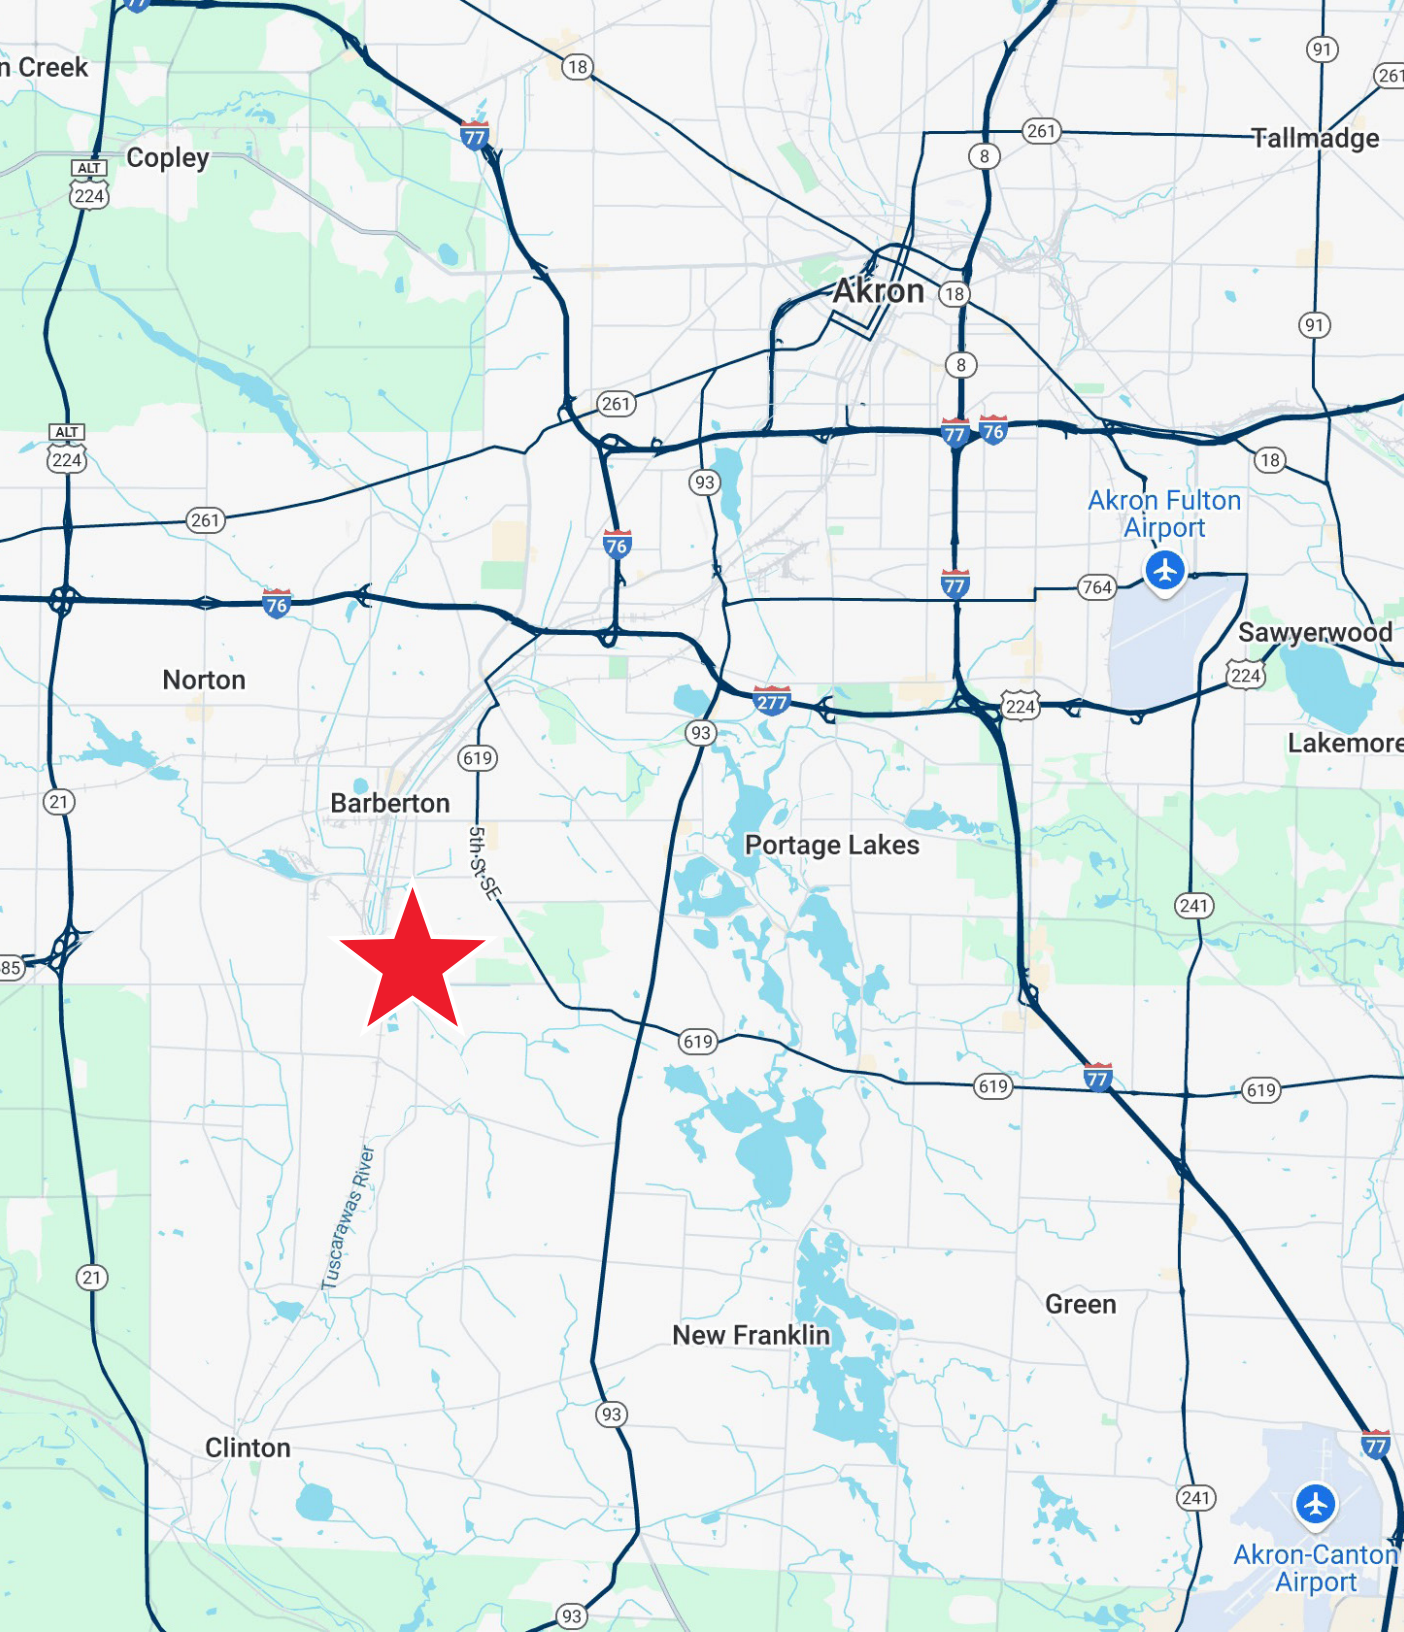 77
n Creek
18
91
261
77
261
Tallmadge
Copley
8
ALT
224
Akron
18
91
8
261
ALT
224
77
76
18
93
Akron Fulton
Airport
261
76
77
764
76
Sawyerwood
224
Norton
277
224
93
Lakemore
619
21
Barberton
5th St SE
Portage Lakes
241
85
619
77
619
619
Tuscarawas River
21
Green
New Franklin
93
Clinton
77
241
Akron-Canton
Airport
93